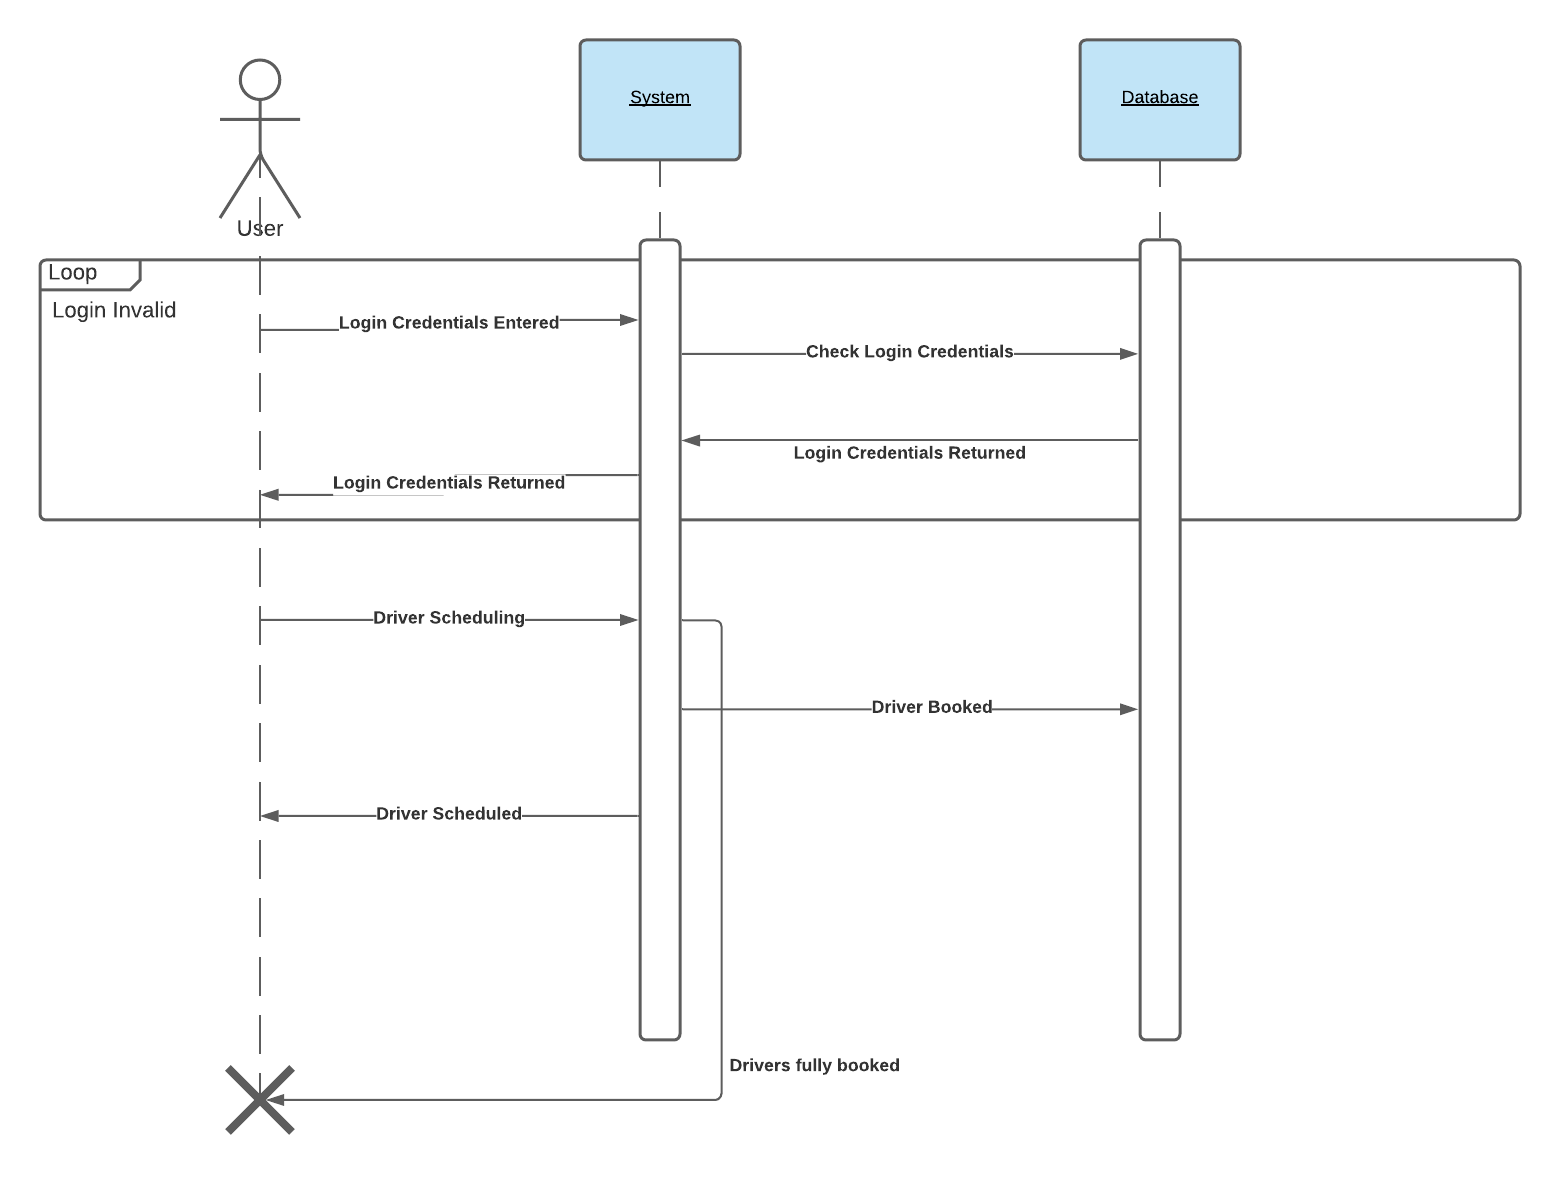 System
Database
User
Loop
Login Invalid
Login Credentials Entered
Check Login Credentials
Login Credentials Returned
Login Credentials Returned
Driver Scheduling
Driver Booked
Driver Scheduled
Drivers fully booked